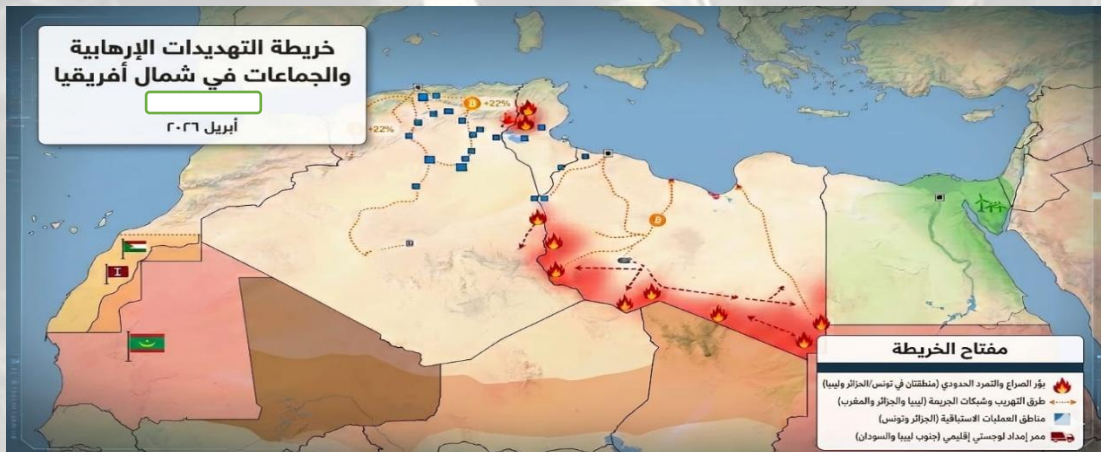 خريطة التهديدات الإرهابية
والجماعات في شمال أفريقيا
أبريل ٢٠٢٦
+22%
+22%
مفتاح الخريطة
بؤر الصراع والتمرد الحدودي (منطقتان في تونس/الجزائر وليبيا)
طرق التهريب وشبكات الجريمة (ليبيا والجزائر والمغرب)
مناطق العمليات الاستباقية (الجزائر وتونس)
ممر إمداد لوجستي إقليمي (جنوب ليبيا والسودان)